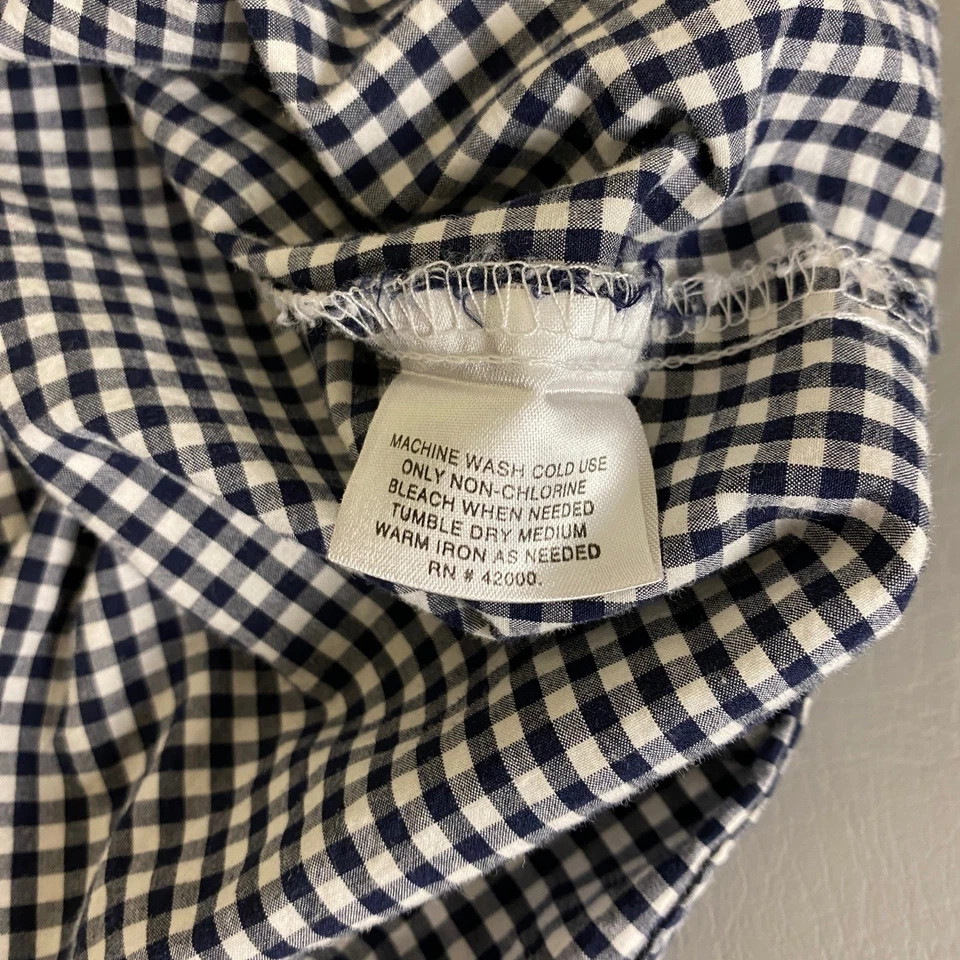 MACHINE WASH COLD USE
ONLY NON-CHLORINE
BLEACH WHEN NEEDED
TUMBLE DRY MEDIUM
WARM IRON AS NEEDED
RN # 42000.